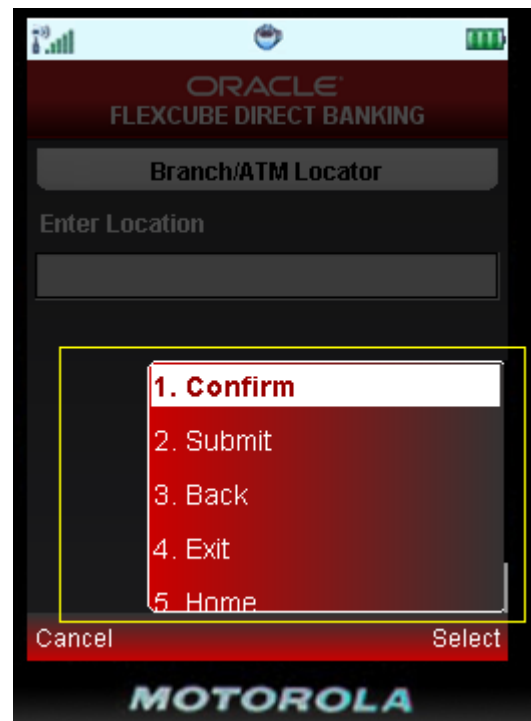 ORACLE
FLEXCUBE DIRECT BANKING
Branch/ATM Locator
Enter Location
1. Confirm
2. Submit
3. Back
4. Exit
5. Home
Cancel Select
MOTOROLA